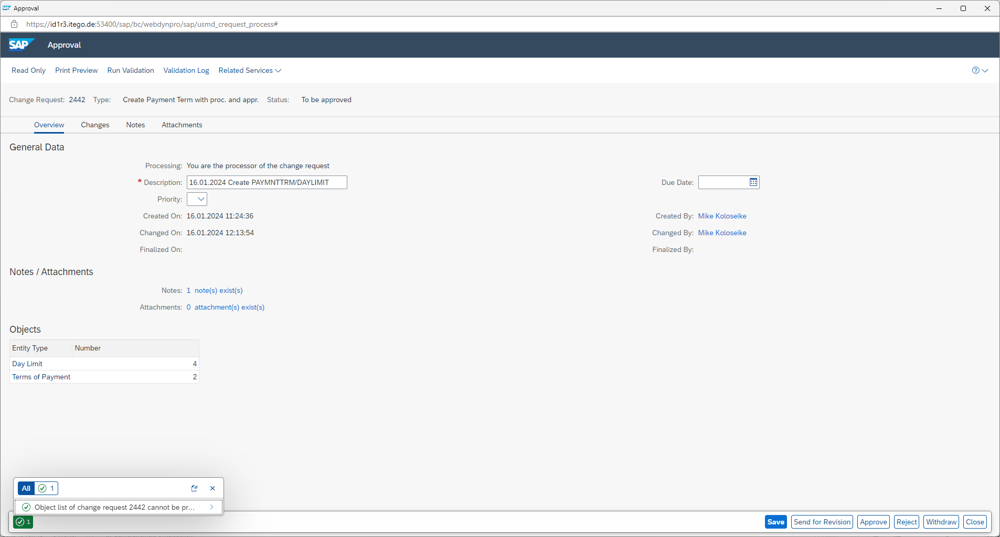 Approval
https://id1r3.itego.de:53400/sap/bc/webdynpro/sap/usmd_crequest_process#
SAP Approval
Read Only Print Preview Run Validation Validation Log Related Services
Change Request: 2442 Type: Create Payment Term with proc. and appr. Status: To be approved
Overview Changes Notes Attachments
General Data
Processing: You are the processor of the change request
* Description: 16.01.2024 Create PAYMNTTRM/DAYLIMIT Due Date:
Priority:
Created On: 16.01.2024 11:24:36 Created By: Mike Koloseike
Changed On: 16.01.2024 12:13:54 Changed By: Mike Koloseike
Finalized On: Finalized By:
Notes / Attachments
Notes: 1 note(s) exist(s)
Attachments: 0 attachment(s) exist(s)
Objects
Entity Type Number
Day Limit 4
Terms of Payment 2
All 1
Object list of change request 2442 cannot be pr...
1 Save Send for Revision Approve Reject Withdraw Close